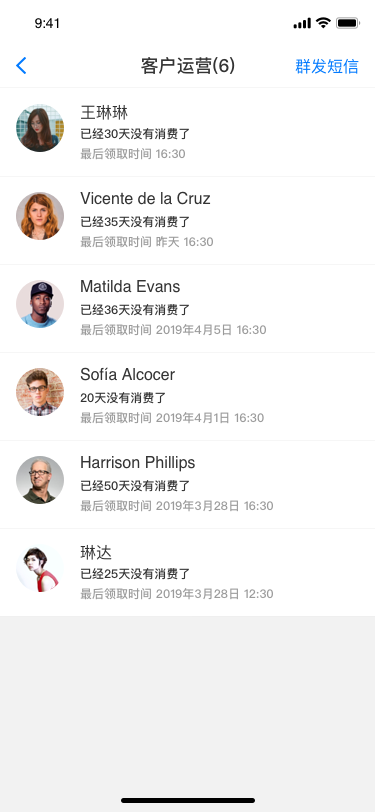 9:41
客户运营(6)
群发短信
王琳琳
已经30天没有消费了
最后领取时间 16:30
Vicente de la Cruz
已经35天没有消费了
最后领取时间 昨天 16:30
Matilda Evans
已经36天没有消费了
最后领取时间 2019年4月5日 16:30
Sofía Alcocer
20天没有消费了
最后领取时间 2019年4月1日 16:30
Harrison Phillips
已经50天没有消费了
最后领取时间 2019年3月28日 16:30
琳达
已经25天没有消费了
最后领取时间 2019年3月28日 12:30